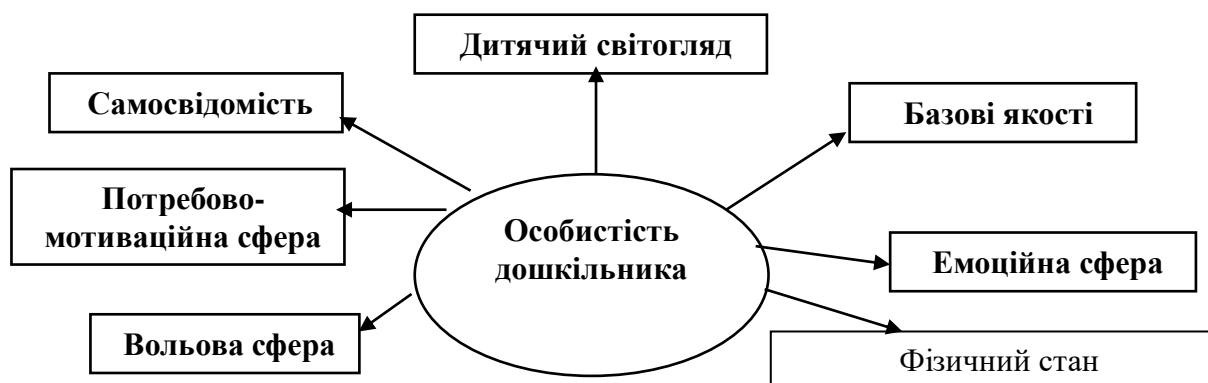 Дитячий світогляд
Самосвідомість
Базові якості
Потребово-
мотиваційна сфера
Особистість
дошкільника
Емоційна сфера
Вольова сфера
Фізичний стан